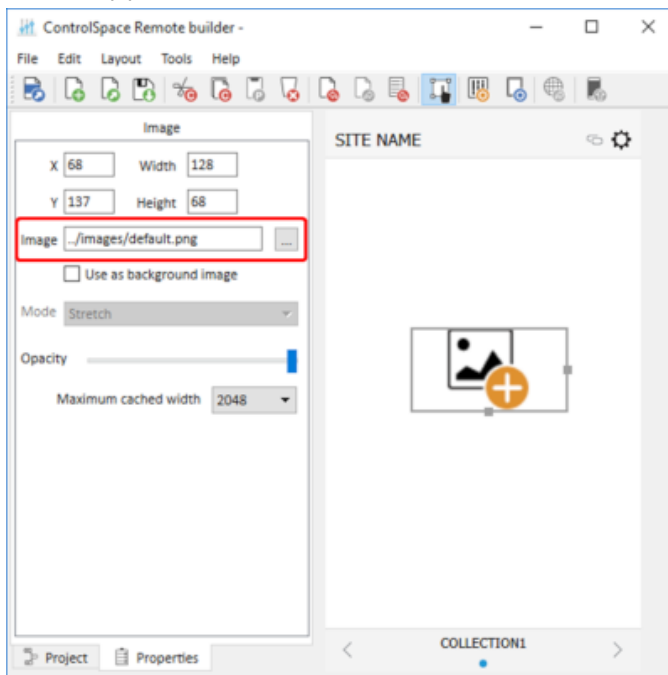 ControlSpace Remote builder -
File Edit Layout Tools Help
Image
SITE NAME
X 68 Width 128
Y 137 Height 68
Image ../images/default.png ...
Use as background image
Mode Stretch
Opacity
Maximum cached width 2048
COLLECTION1
Project Properties